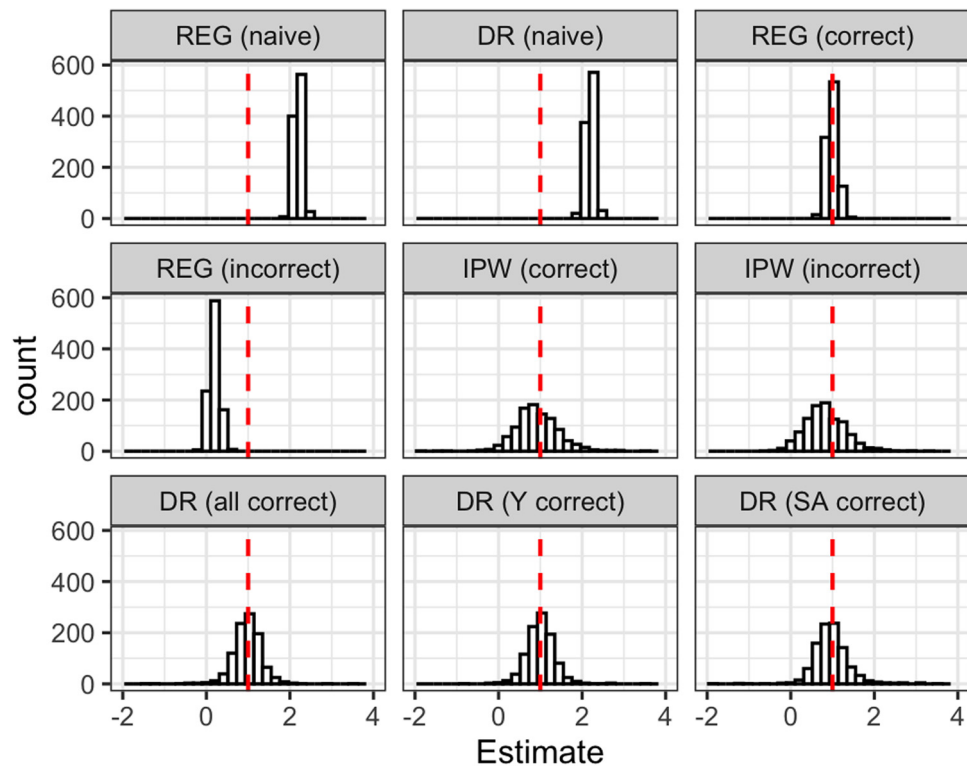 REG (naive)
DR (naive)
REG (correct)
600
400
200
0
REG (incorrect)
IPW (correct)
IPW (incorrect)
600
400
200
0
count
DR (all correct)
DR (Y correct)
DR (SA correct)
600
400
200
0
-2 0 2 4
-2 0 2 4
-2 0 2 4
Estimate